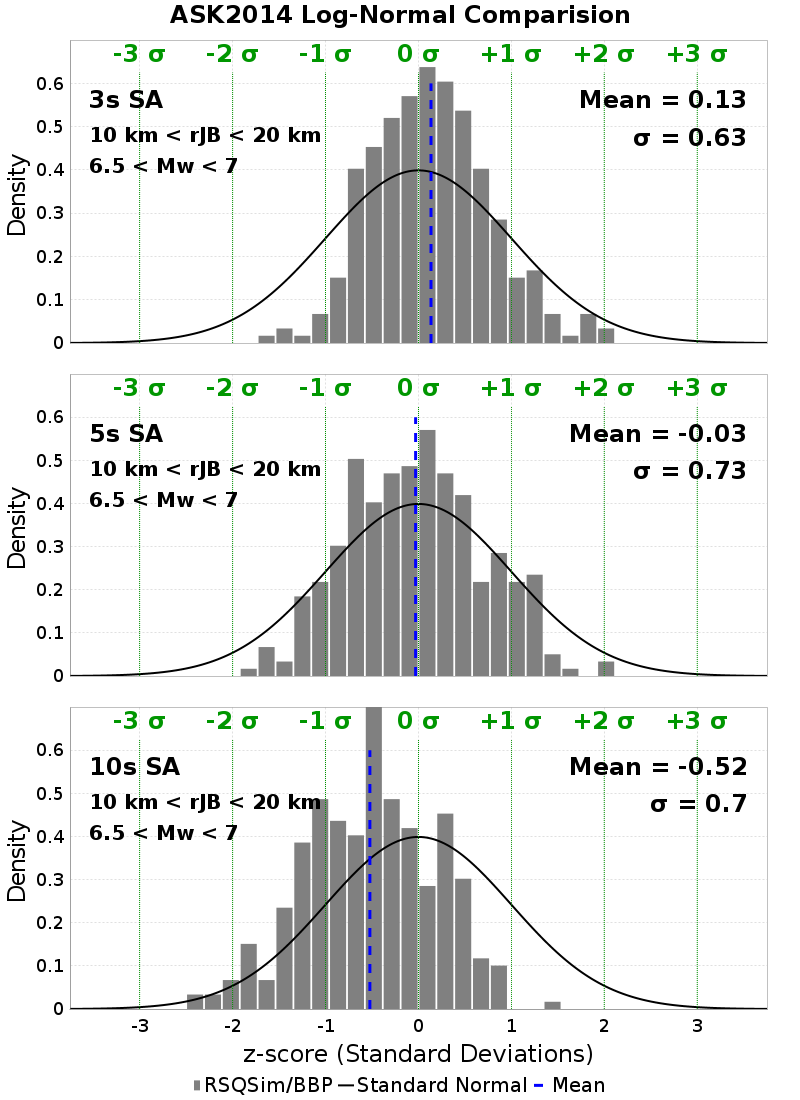 ASK2014 Log-Normal Comparision
-3 σ -2 σ -1 σ 0 σ +1 σ +2 σ +3 σ
3s SA
10 km < rJB < 20 km
6.5 < Mw < 7
Mean = 0.13
σ = 0.63
Density
0.6
0.5
0.4
0.3
0.2
0.1
0
-3 σ -2 σ -1 σ 0 σ +1 σ +2 σ +3 σ
5s SA
10 km < rJB < 20 km
6.5 < Mw < 7
Mean = -0.03
σ = 0.73
Density
0.6
0.5
0.4
0.3
0.2
0.1
0
-3 σ -2 σ -1 σ 0 σ +1 σ +2 σ +3 σ
10s SA
10 km < rJB < 20 km
6.5 < Mw < 7
Mean = -0.52
σ = 0.7
Density
0.6
0.5
0.4
0.3
0.2
0.1
0
-3 -2 -1 0 1 2 3
z-score (Standard Deviations)
RSQSim/BBP Standard Normal Mean